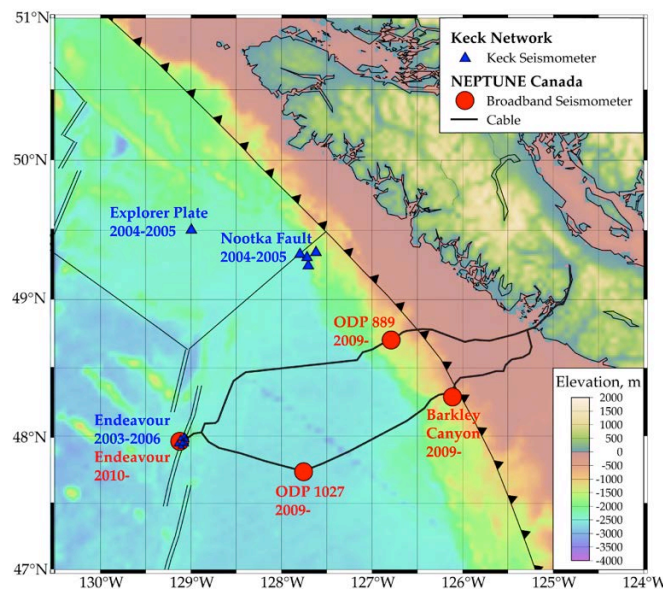 51°N
50°N
49°N
48°N
47°N
130°W
129°W
128°W
127°W
126°W
125°W
124°W
Keck Network
Keck Seismometer
NEPTUNE Canada
Broadband Seismometer
Cable
Explorer Plate
2004-2005
Nootka Fault
2004-2005
ODP 889
2009-
Endeavour
2003-2006
Endeavour
2010-
Barkley
Canyon
2009-
ODP 1027
2009-
Elevation, m
2000
1500
1000
500
0
-500
-1000
-1500
-2000
-2500
-3000
-3500
-4000